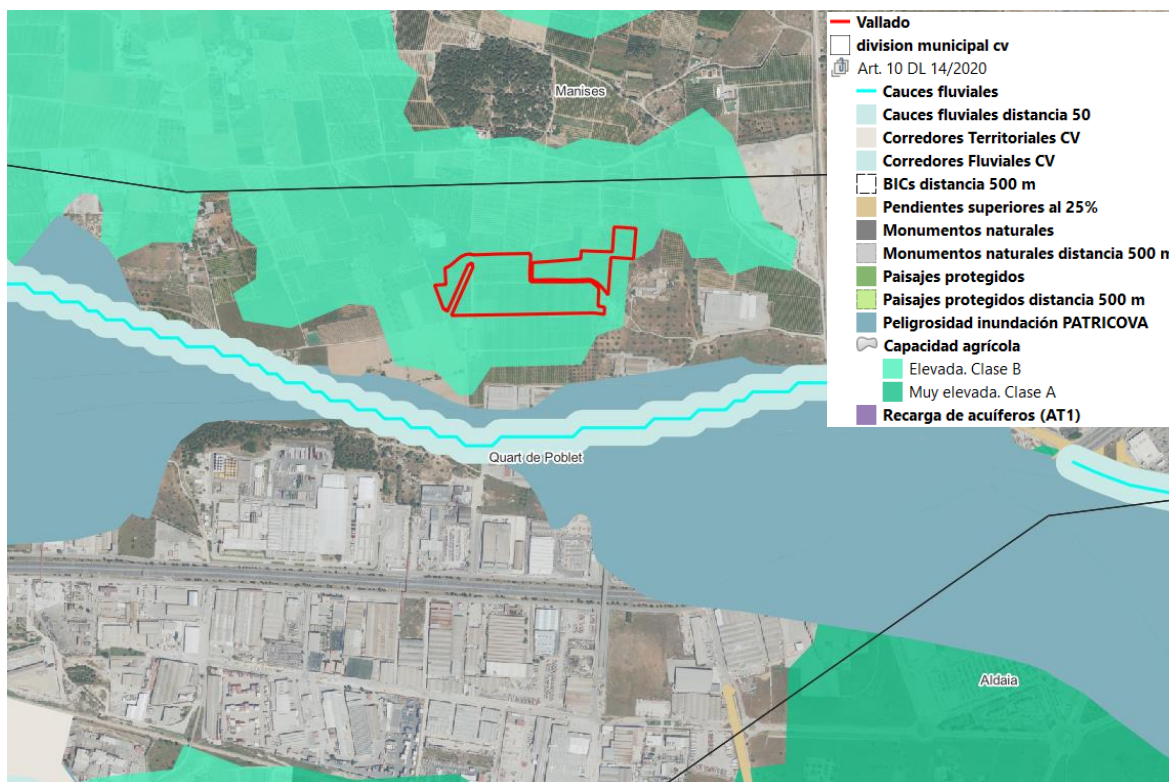 Vallado
division municipal cv
Art. 10 DL 14/2020
Cauces fluviales
Cauces fluviales distancia 50
Corredores Territoriales CV
Corredores Fluviales CV
BICs distancia 500 m
Pendientes superiores al 25%
Monumentos naturales
Monumentos naturales distancia 500 m
Paisajes protegidos
Paisajes protegidos distancia 500 m
Peligrosidad inundación PATRICOVA
Capacidad agrícola
Elevada. Clase B
Muy elevada. Clase A
Recarga de acuíferos (AT1)
Manises
Quart de Poblet
Aldaia